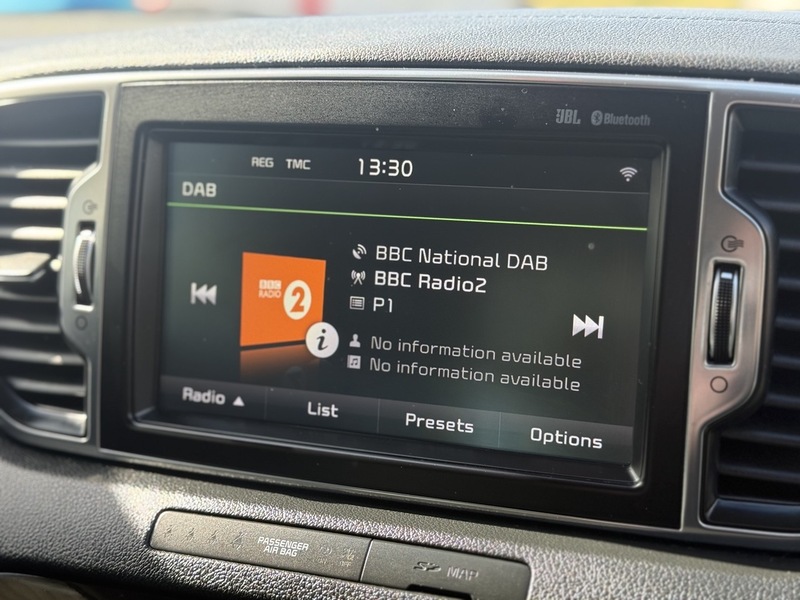 JBL Bluetooth
REG TMC 13:30
DAB
BBC National DAB
BBC Radio2
P1
BBC
RADIO 2
i
No information available
No information available
Radio ▲ List Presets Options
PASSENGER
AIR BAG
SD MAP